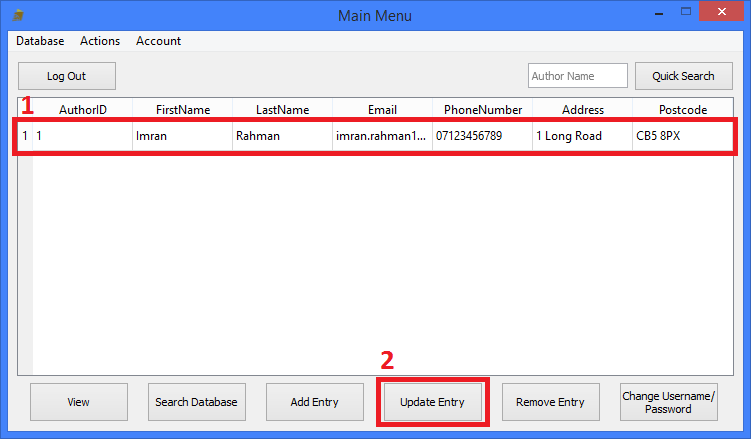 Main Menu
Database Actions Account
Log Out Author Name Quick Search
1
AuthorID FirstName LastName Email PhoneNumber Address Postcode
1 1 Imran Rahman imran.rahman1... 07123456789 1 Long Road CB5 8PX
2
View Search Database Add Entry Update Entry Remove Entry Change Username/
Password